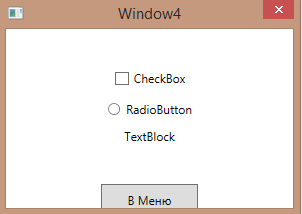 Window4
CheckBox
RadioButton
TextBlock
В Меню